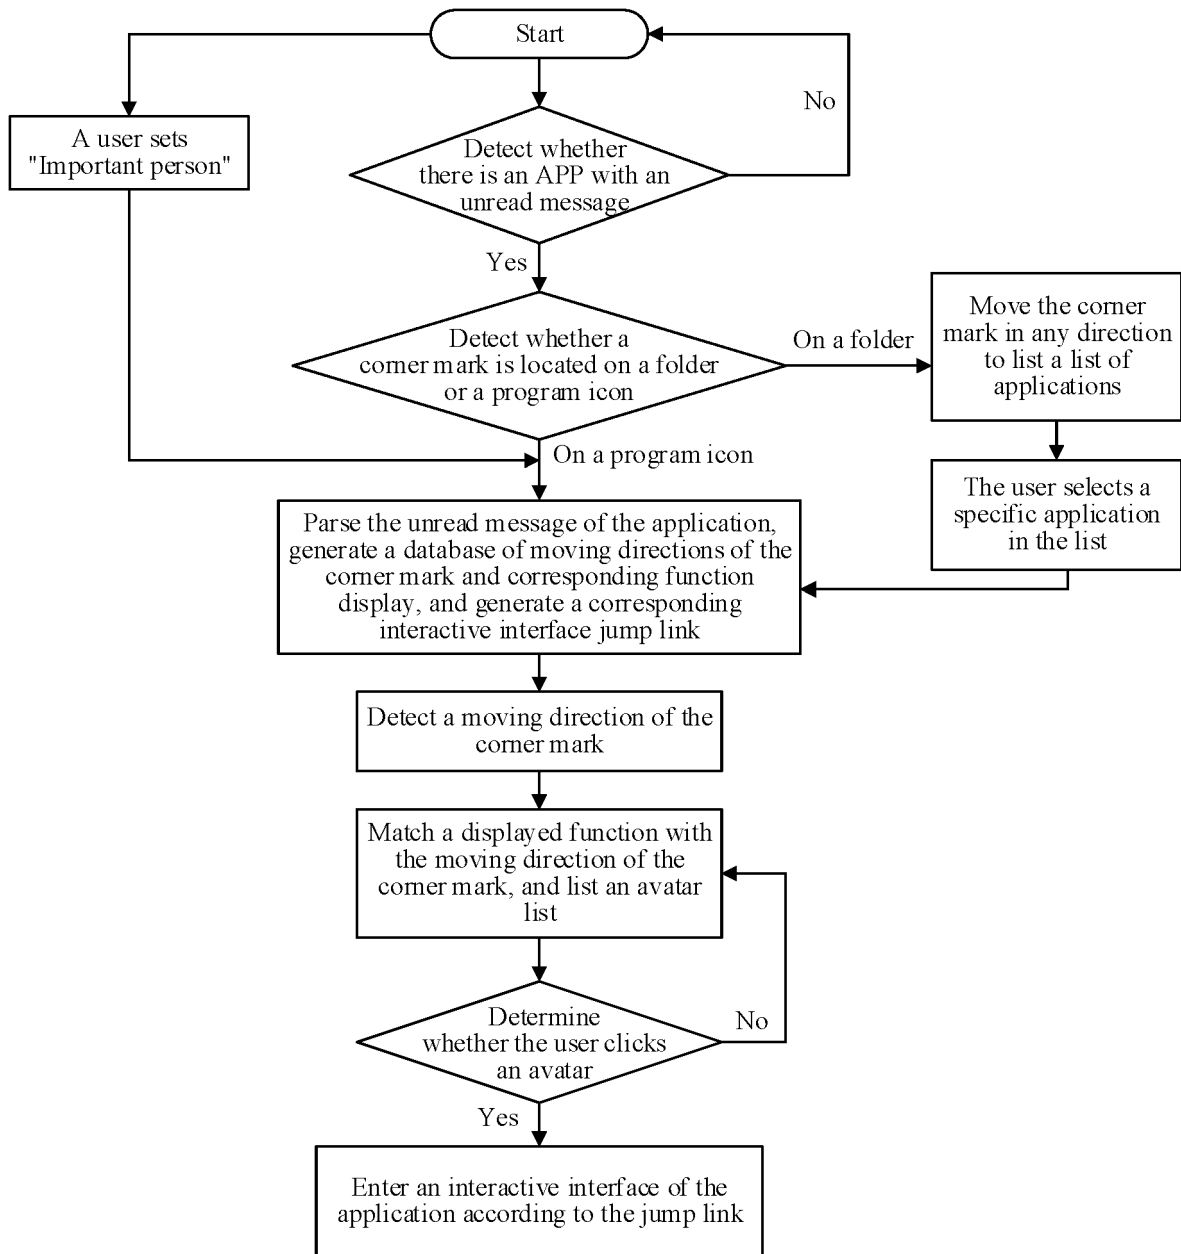 Start
No
A user sets
"Important person"
Detect whether
there is an APP with an
unread message
Yes
Detect whether a
corner mark is located on a folder
or a program icon
On a folder
Move the corner
mark in any direction
to list a list of
applications
On a program icon
The user selects a
specific application
in the list
Parse the unread message of the application,
generate a database of moving directions of the
corner mark and corresponding function
display, and generate a corresponding
interactive interface jump link
Detect a moving direction of the
corner mark
Match a displayed function with
the moving direction of the
corner mark, and list an avatar
list
Determine
whether the user clicks
an avatar
No
Yes
Enter an interactive interface of the
application according to the jump link